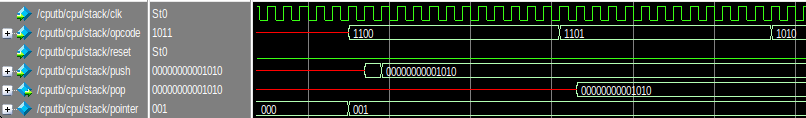 /cputb/cpu/stack/clk St0
/cputb/cpu/stack/opcode 1011 1100 1101 1010
/cputb/cpu/stack/reset St0
/cputb/cpu/stack/push 00000000001010 00000000001010
/cputb/cpu/stack/pop 00000000001010 00000000001010
/cputb/cpu/stack/pointer 001 000 001